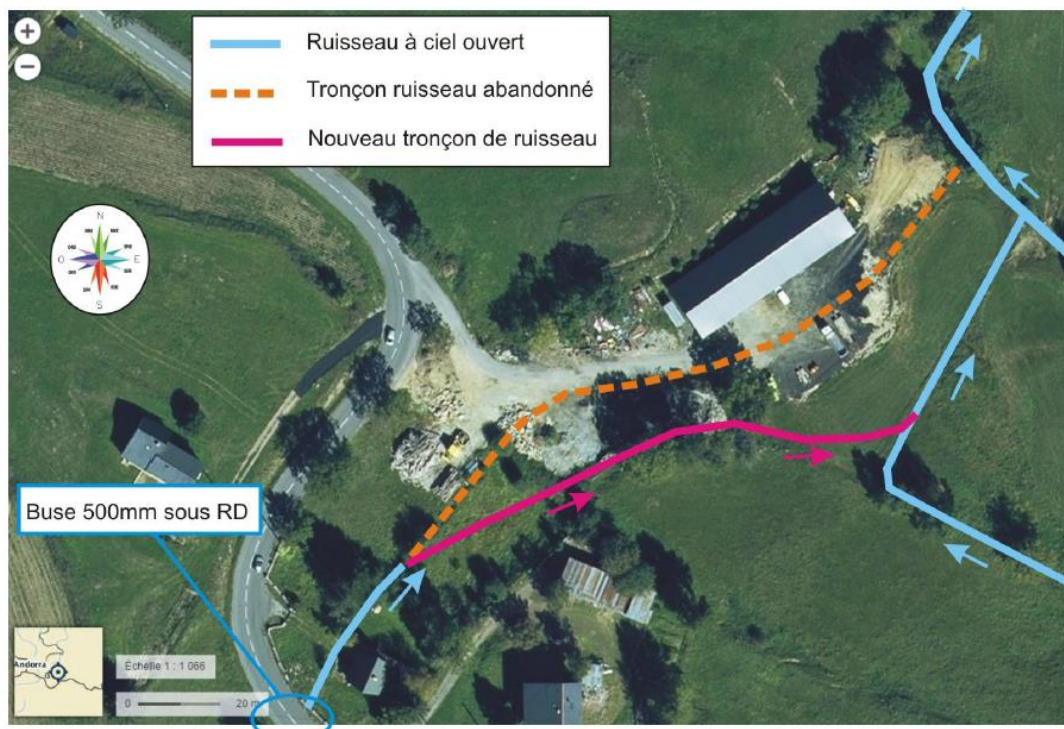 Ruisseau à ciel ouvert
Tronçon ruisseau abandonné
Nouveau tronçon de ruisseau
N
O
E
S
Buse 500mm sous RD
Andorra
Échelle 1 : 1 066
0
20 m